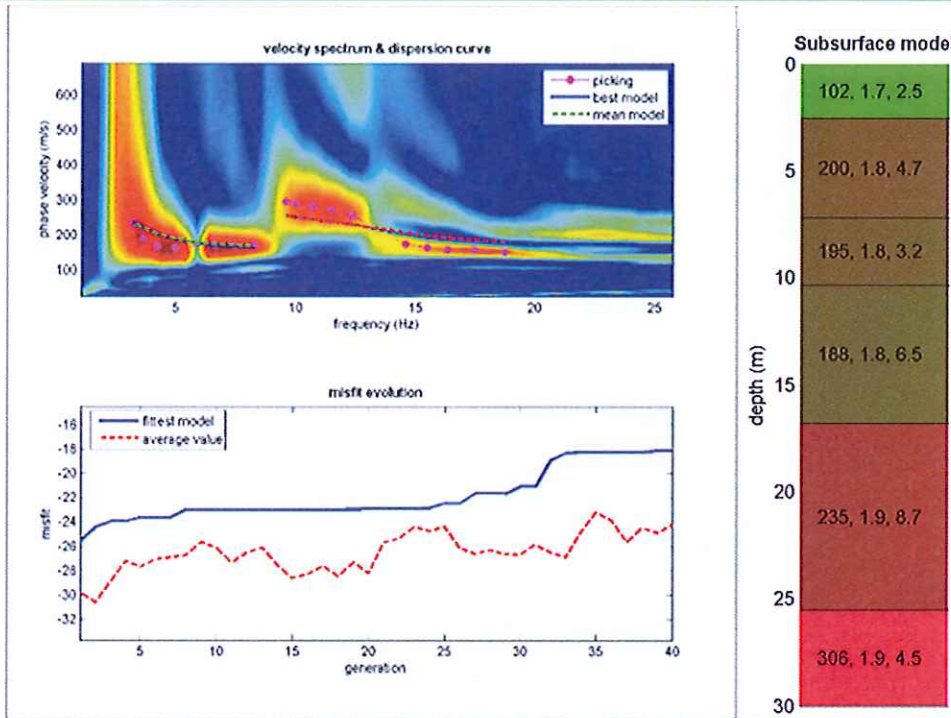 velocity spectrum & dispersion curve
600
500
400
300
200
100
phase velocity (m/s)
picking
best model
mean model
5
10
15
20
25
frequency (Hz)
misfit evolution
-16
-18
-20
-22
-24
-26
-28
-30
-32
misfit
fittest model
average value
5
10
15
20
25
30
35
40
generation
Subsurface model
0
5
10
15
20
25
30
depth (m)
102, 1.7, 2.5
200, 1.8, 4.7
195, 1.8, 3.2
188, 1.8, 6.5
235, 1.9, 8.7
306, 1.9, 4.5